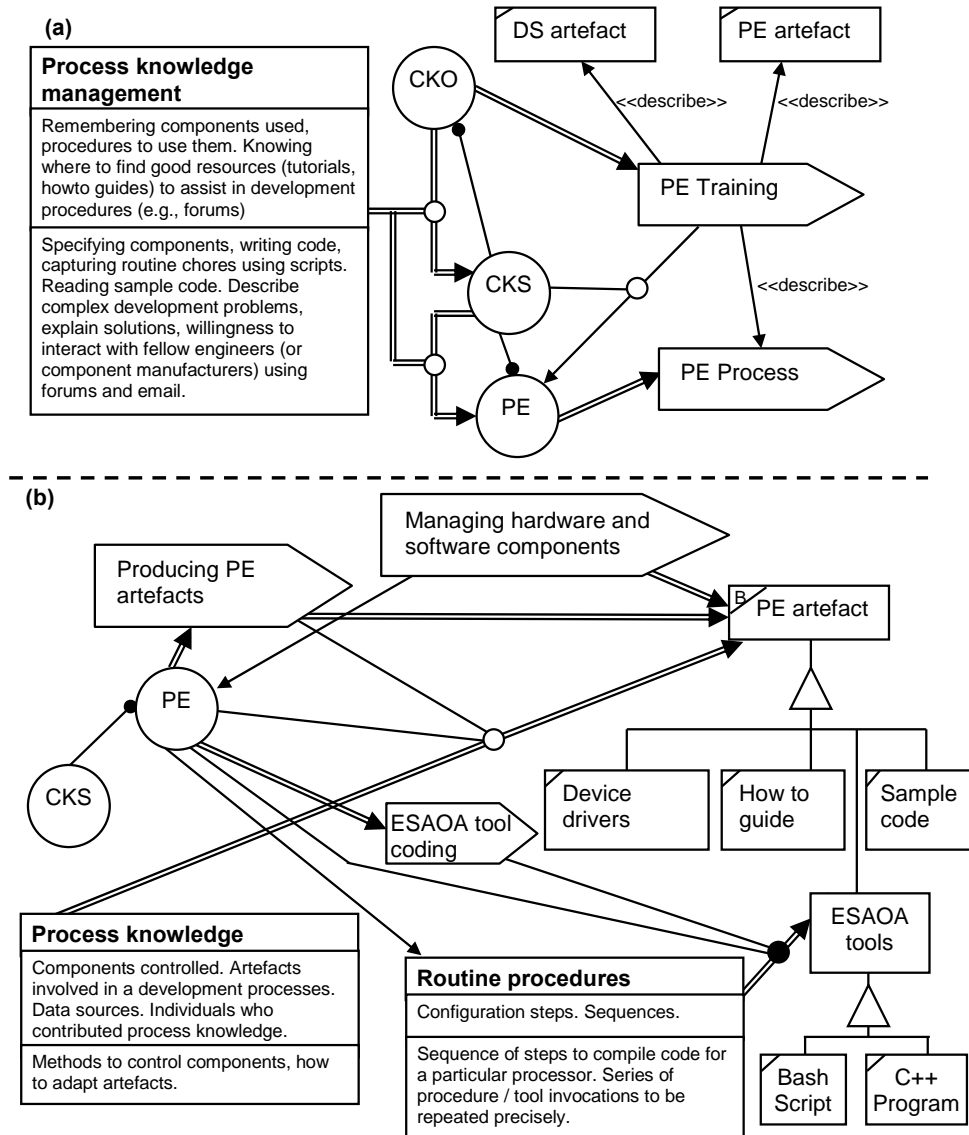 (a)
DS artefact
PE artefact
Process knowledge
management
CKO
<<describe>>
<<describe>>
Remembering components used,
procedures to use them. Knowing
where to find good resources (tutorials,
howto guides) to assist in development
procedures (e.g., forums)
PE Training
Specifying components, writing code,
capturing routine chores using scripts.
Reading sample code. Describe
complex development problems,
explain solutions, willingness to
interact with fellow engineers (or
component manufacturers) using
forums and email.
CKS
<<describe>>
PE Process
PE
(b)
Managing hardware and
software components
Producing PE
artefacts
B
PE artefact
PE
CKS
Device
drivers
How to
guide
Sample
code
ESAOA tool
coding
ESAOA
tools
Process knowledge
Components controlled. Artefacts
involved in a development processes.
Data sources. Individuals who
contributed process knowledge.
Methods to control components, how
to adapt artefacts.
Routine procedures
Configuration steps. Sequences.
Sequence of steps to compile code for
a particular processor. Series of
procedure / tool invocations to be
repeated precisely.
Bash
Script
C++
Program